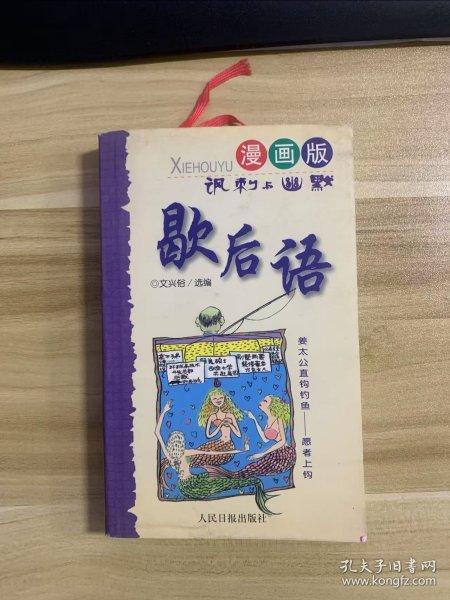 XIEHOUYU 漫画版
讽刺与幽默
歇后语
◎文兴俗/选编
姜太公直钩钓鱼——愿者上钩
人民日报出版社
孔夫子旧书网
www.kongfz.com